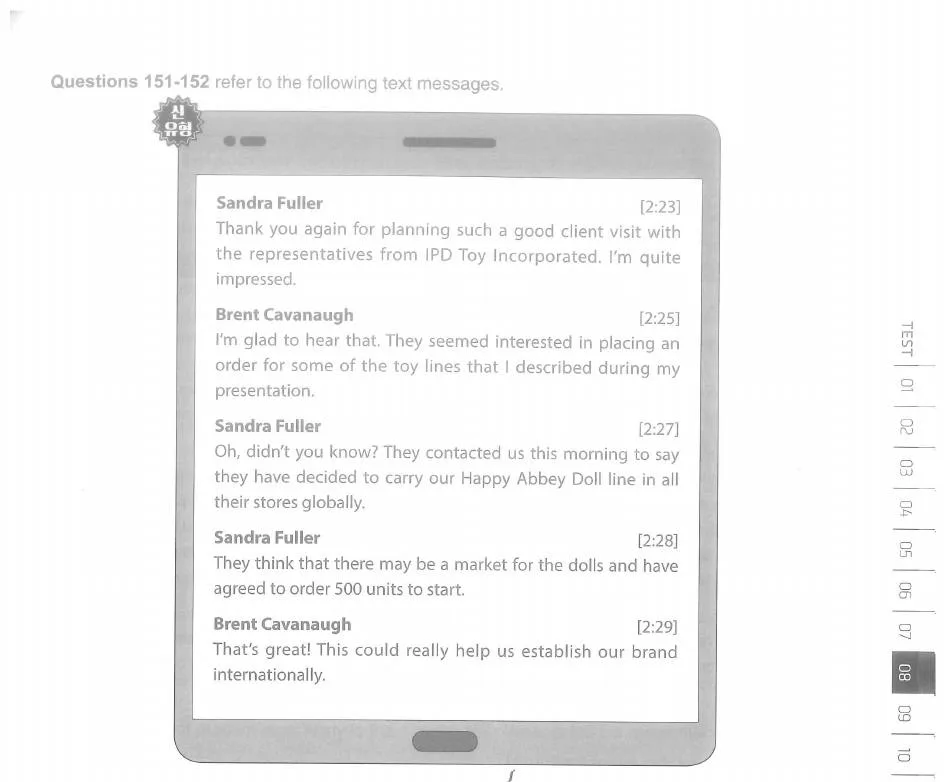 Questions 151-152 refer to the following text messages.
신
유형
Sandra Fuller [2:23]
Thank you again for planning such a good client visit with
the representatives from IPD Toy Incorporated. I'm quite
impressed.
Brent Cavanaugh [2:25]
I'm glad to hear that. They seemed interested in placing an
order for some of the toy lines that I described during my
presentation.
Sandra Fuller [2:27]
Oh, didn't you know? They contacted us this morning to say
they have decided to carry our Happy Abbey Doll line in all
their stores globally.
Sandra Fuller [2:28]
They think that there may be a market for the dolls and have
agreed to order 500 units to start.
Brent Cavanaugh [2:29]
That's great! This could really help us establish our brand
internationally.
TEST
01
02
03
04
05
06
07
08
09
10